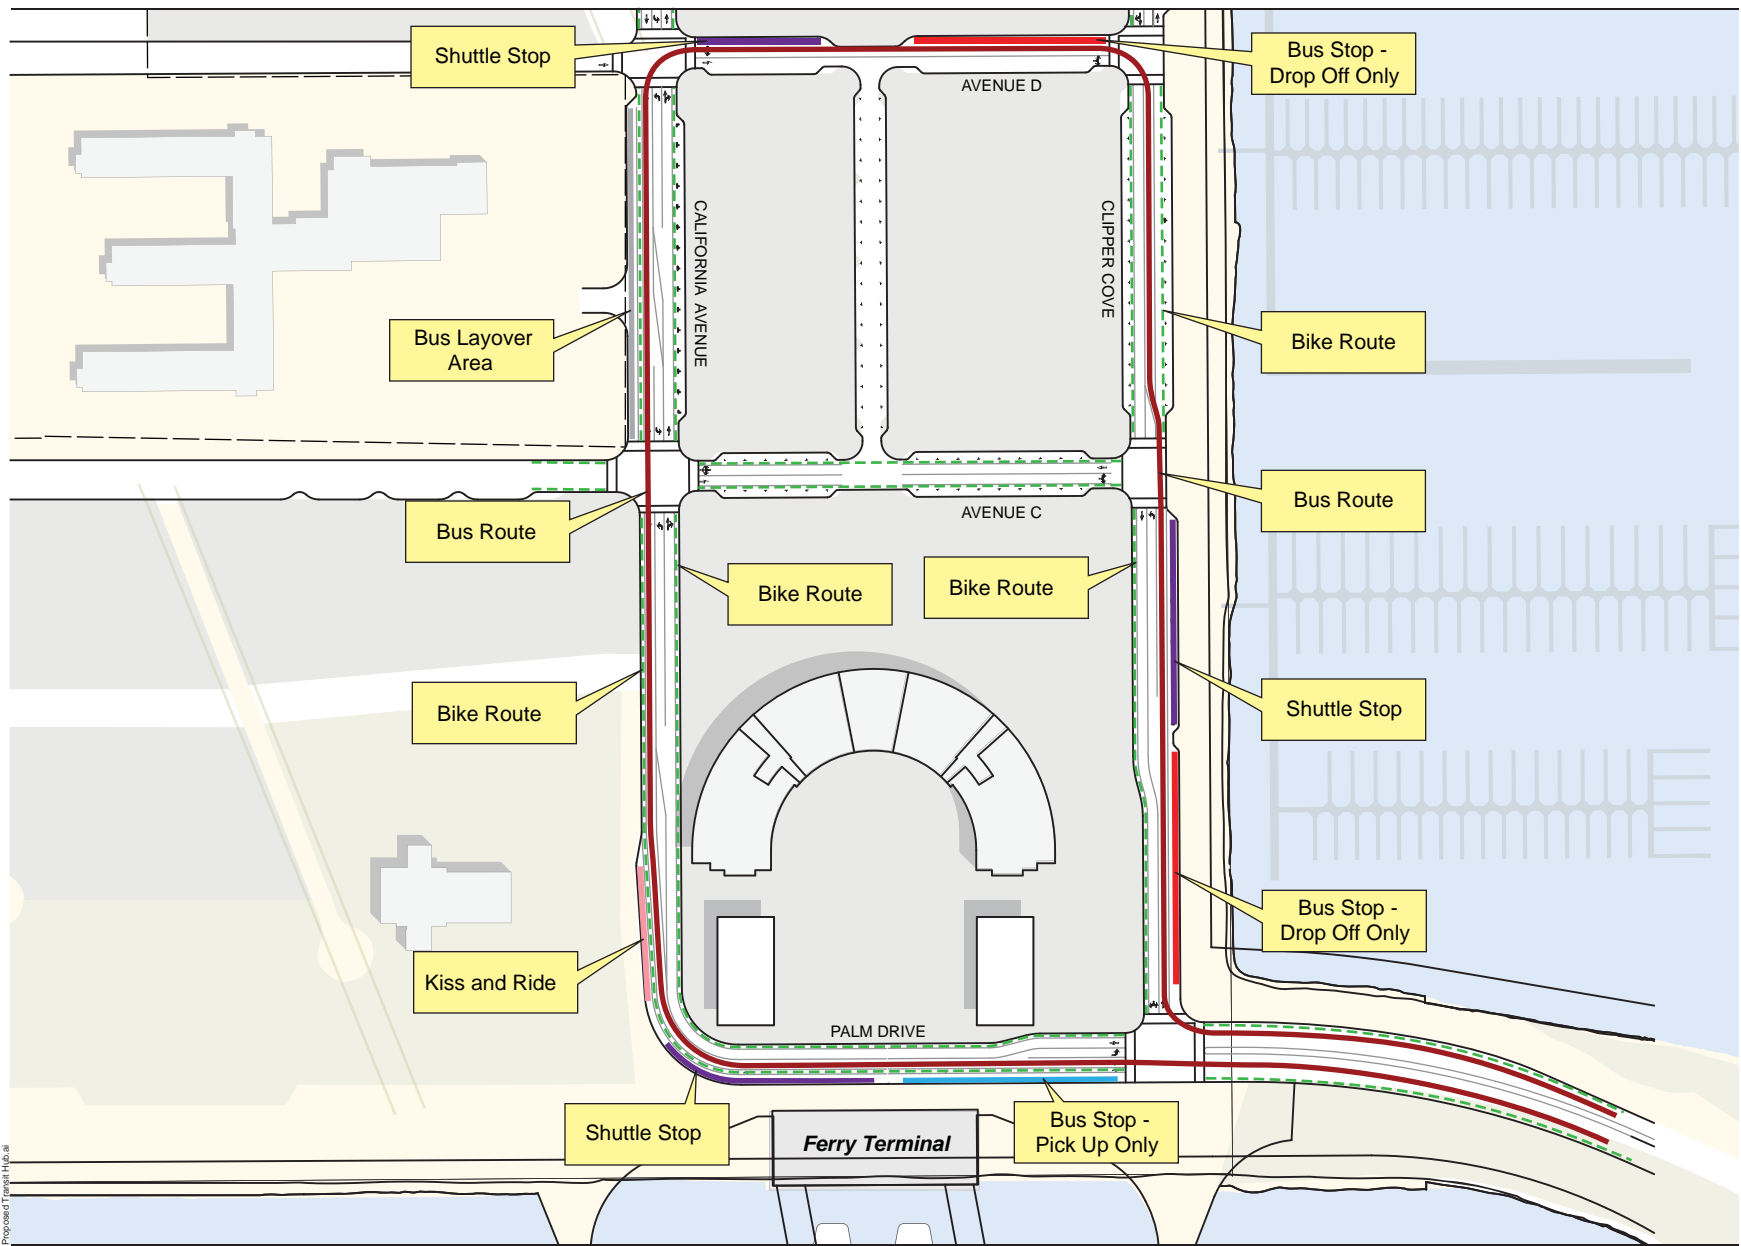 Shuttle Stop
Bus Stop -
Drop Off Only
AVENUE D
CALIFORNIA AVENUE
CLIPPER COVE
Bus Layover
Area
Bike Route
Bus Route
AVENUE C
Bus Route
Bike Route
Bike Route
Bike Route
Shuttle Stop
Bus Stop -
Drop Off Only
Kiss and Ride
PALM DRIVE
Shuttle Stop
Ferry Terminal
Bus Stop -
Pick Up Only
Proposed Transit Hub.ai